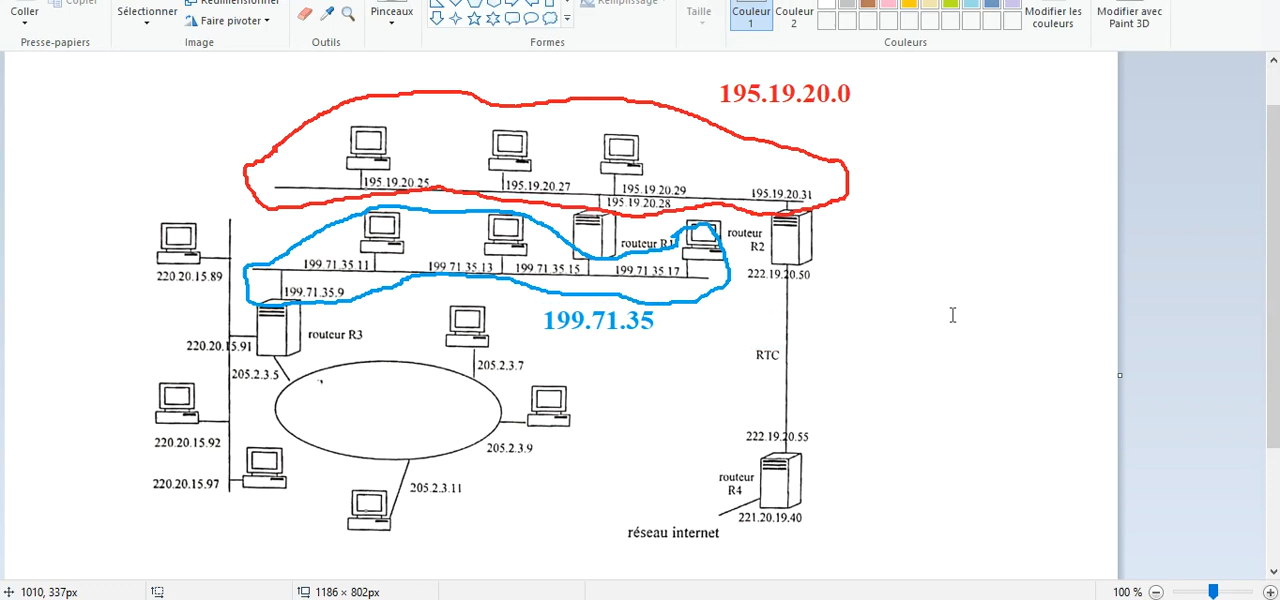 Coller
Copier
Presse-papiers
Sélectionner
Redimensionner
Faire pivoter
Image
Outils
Pinceaux
Formes
Remplissage
Taille
Couleur
1
Couleur
2
Modifier les
couleurs
Couleurs
Modifier avec
Paint 3D
195.19.20.0
195.19.20.25
195.19.20.27
195.19.20.29
195.19.20.31
195.19.20.28
routeur R1
routeur
R2
222.19.20.50
220.20.15.89
199.71.35.11
199.71.35.13
199.71.35.15
199.71.35.17
199.71.35.9
199.71.35
routeur R3
220.20.15.91
205.2.3.5
205.2.3.7
RTC
220.20.15.92
205.2.3.9
222.19.20.55
220.20.15.97
205.2.3.11
routeur
R4
221.20.19.40
réseau internet
1010, 337px
1186 × 802px
100 %